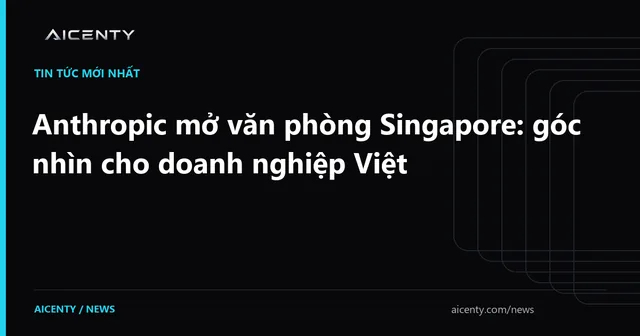 AICENTY
TIN TỨC MỚI NHẤT
Anthropic mở văn phòng Singapore: góc
nhìn cho doanh nghiệp Việt
AICENTY / NEWS
aicenty.com/news